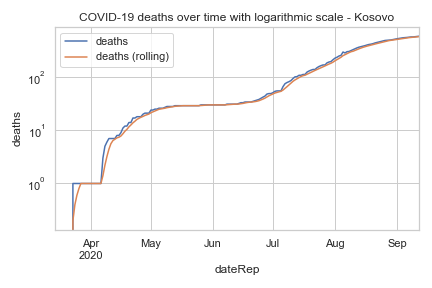 COVID-19 deaths over time with logarithmic scale - Kosovo
deaths
deaths (rolling)
deaths
10²
10¹
10⁰
Apr
2020
May
Jun
Jul
Aug
Sep
dateRep